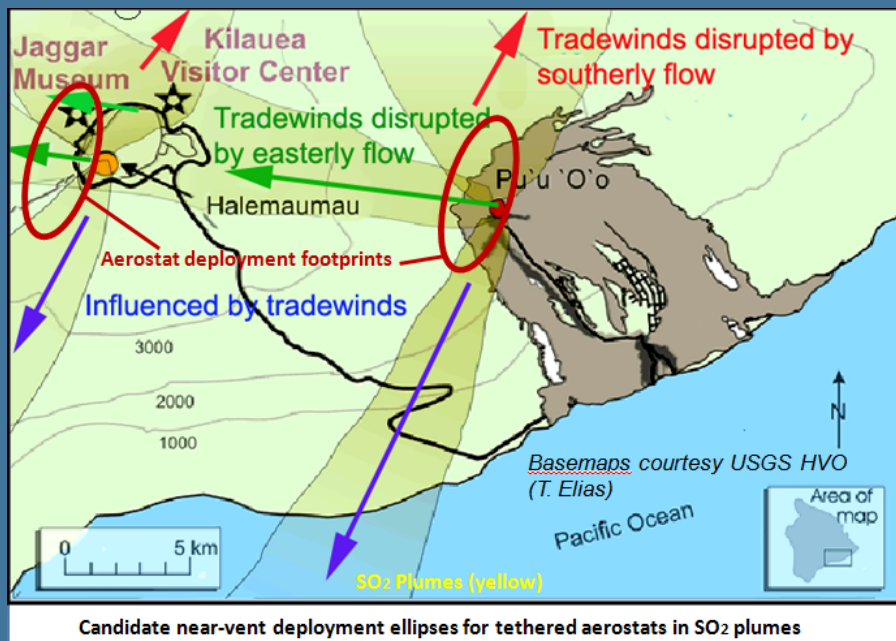 Jaggar
Museum
Kilauea
Visitor Center
Tradewinds disrupted by
southerly flow
Tradewinds disrupted
by easterly flow
Pu'u 'O'o
Halemaumau
Aerostat deployment footprints
Influenced by tradewinds
3000
2000
1000
N
Basemaps courtesy USGS HVO
(T. Elias)
Pacific Ocean
Area of
map
0 5 km
SO2 Plumes (yellow)
Candidate near-vent deployment ellipses for tethered aerostats in SO2 plumes